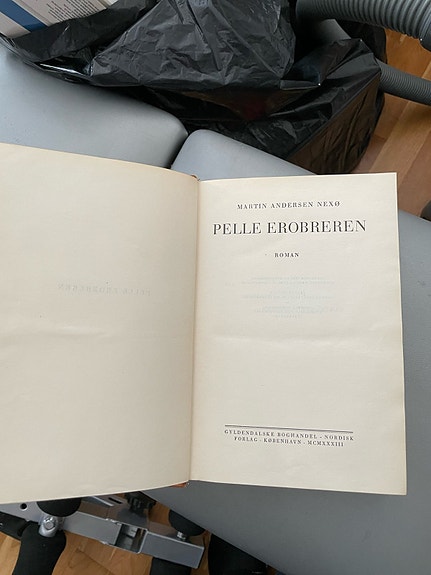 MARTIN ANDERSEN NEXØ
PELLE EROBREREN
ROMAN
GYLDENDALSKE BOGHANDEL - NORDISK
FORLAG - KØBENHAVN - MCMXXXIII